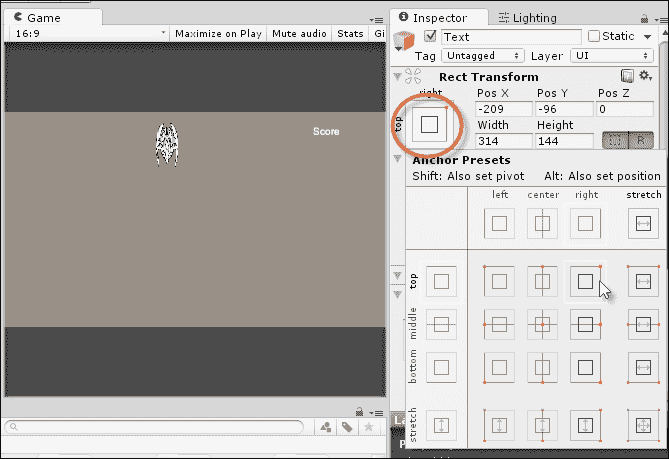 Game
16:9
Maximize on Play
Mute audio
Stats
Gi
Score
Inspector
Lighting
Text
Static
Tag
Untagged
Layer
UI
Rect Transform
right
top
Pos X
Pos Y
Pos Z
-209
-96
0
Width
Height
314
144
R
Anchor Presets
Shift: Also set pivot
Alt: Also set position
left
center
right
stretch
top
middle
bottom
stretch